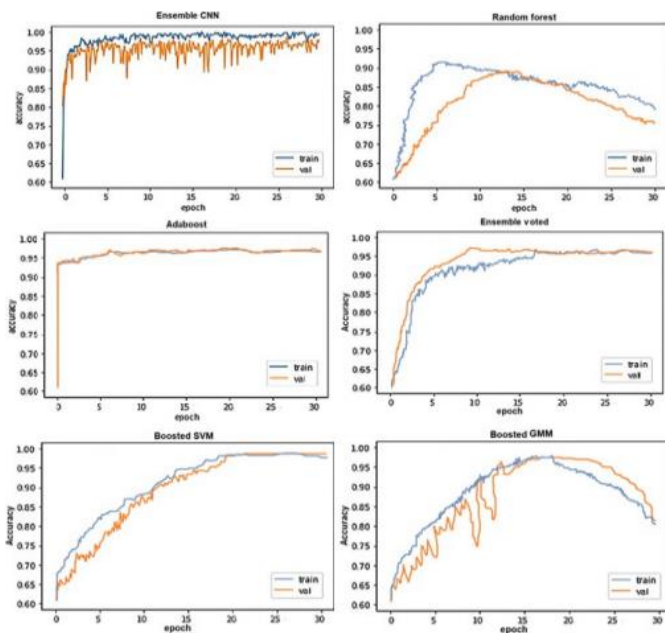 Ensemble CNN
1.00
0.95
0.90
0.85
0.80
0.75
0.70
0.65
0.60
accuracy
0 5 10 15 20 25 30
epoch
train
val
Random forest
1.00
0.95
0.90
0.85
0.80
0.75
0.70
0.65
0.60
accuracy
0 5 10 15 20 25 30
epoch
train
val
Adaboost
1.00
0.95
0.90
0.85
0.80
0.75
0.70
0.65
0.60
accuracy
0 5 10 15 20 25 30
epoch
train
val
Ensemble voted
1.00
0.95
0.90
0.85
0.80
0.75
0.70
0.65
0.60
Accuracy
0 5 10 15 20 25 30
epoch
train
val
Boosted SVM
1.00
0.95
0.90
0.85
0.80
0.75
0.70
0.65
0.60
Accuracy
0 5 10 15 20 25 30
epoch
train
val
Boosted GMM
1.00
0.95
0.90
0.85
0.80
0.75
0.70
0.65
0.60
Accuracy
0 5 10 15 20 25 30
epoch
train
val